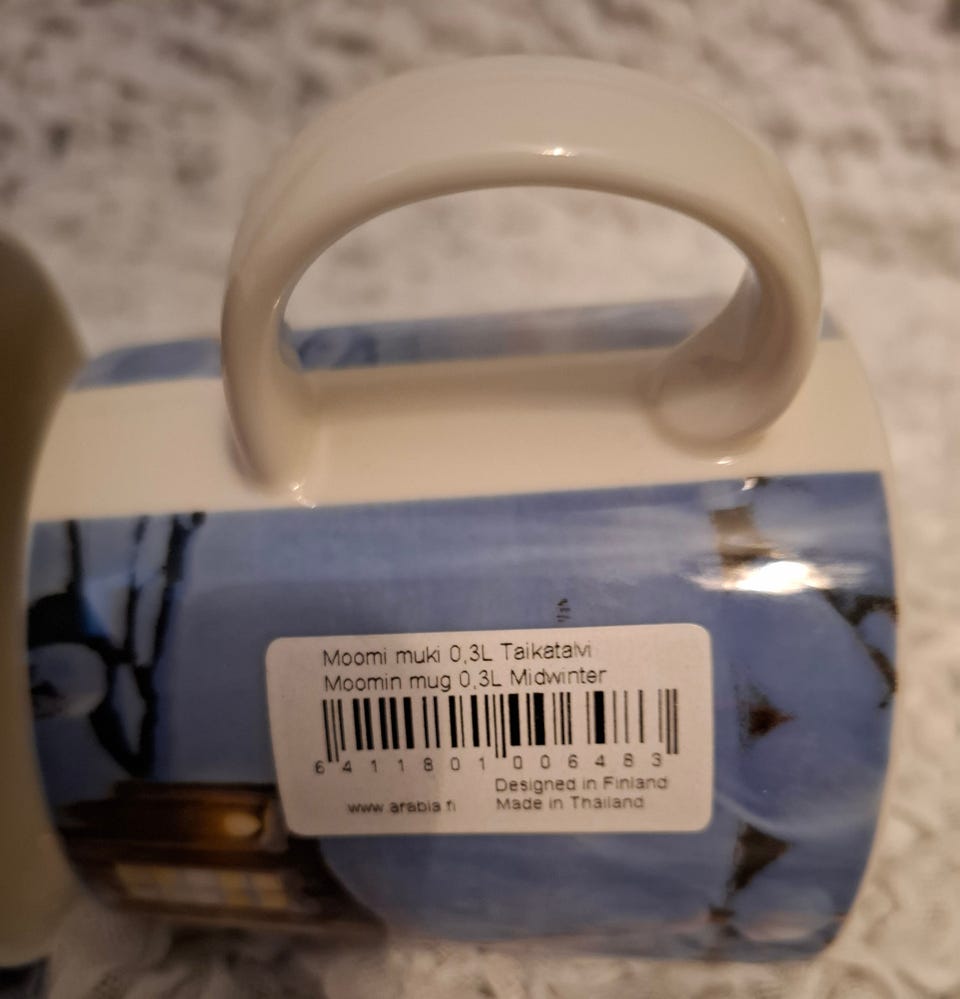 Moomi muki 0,3L Taikatalvi
Moomin mug 0,3L Midwinter
6 411801 006483
Designed in Finland
www.arabia.fi Made in Thailand